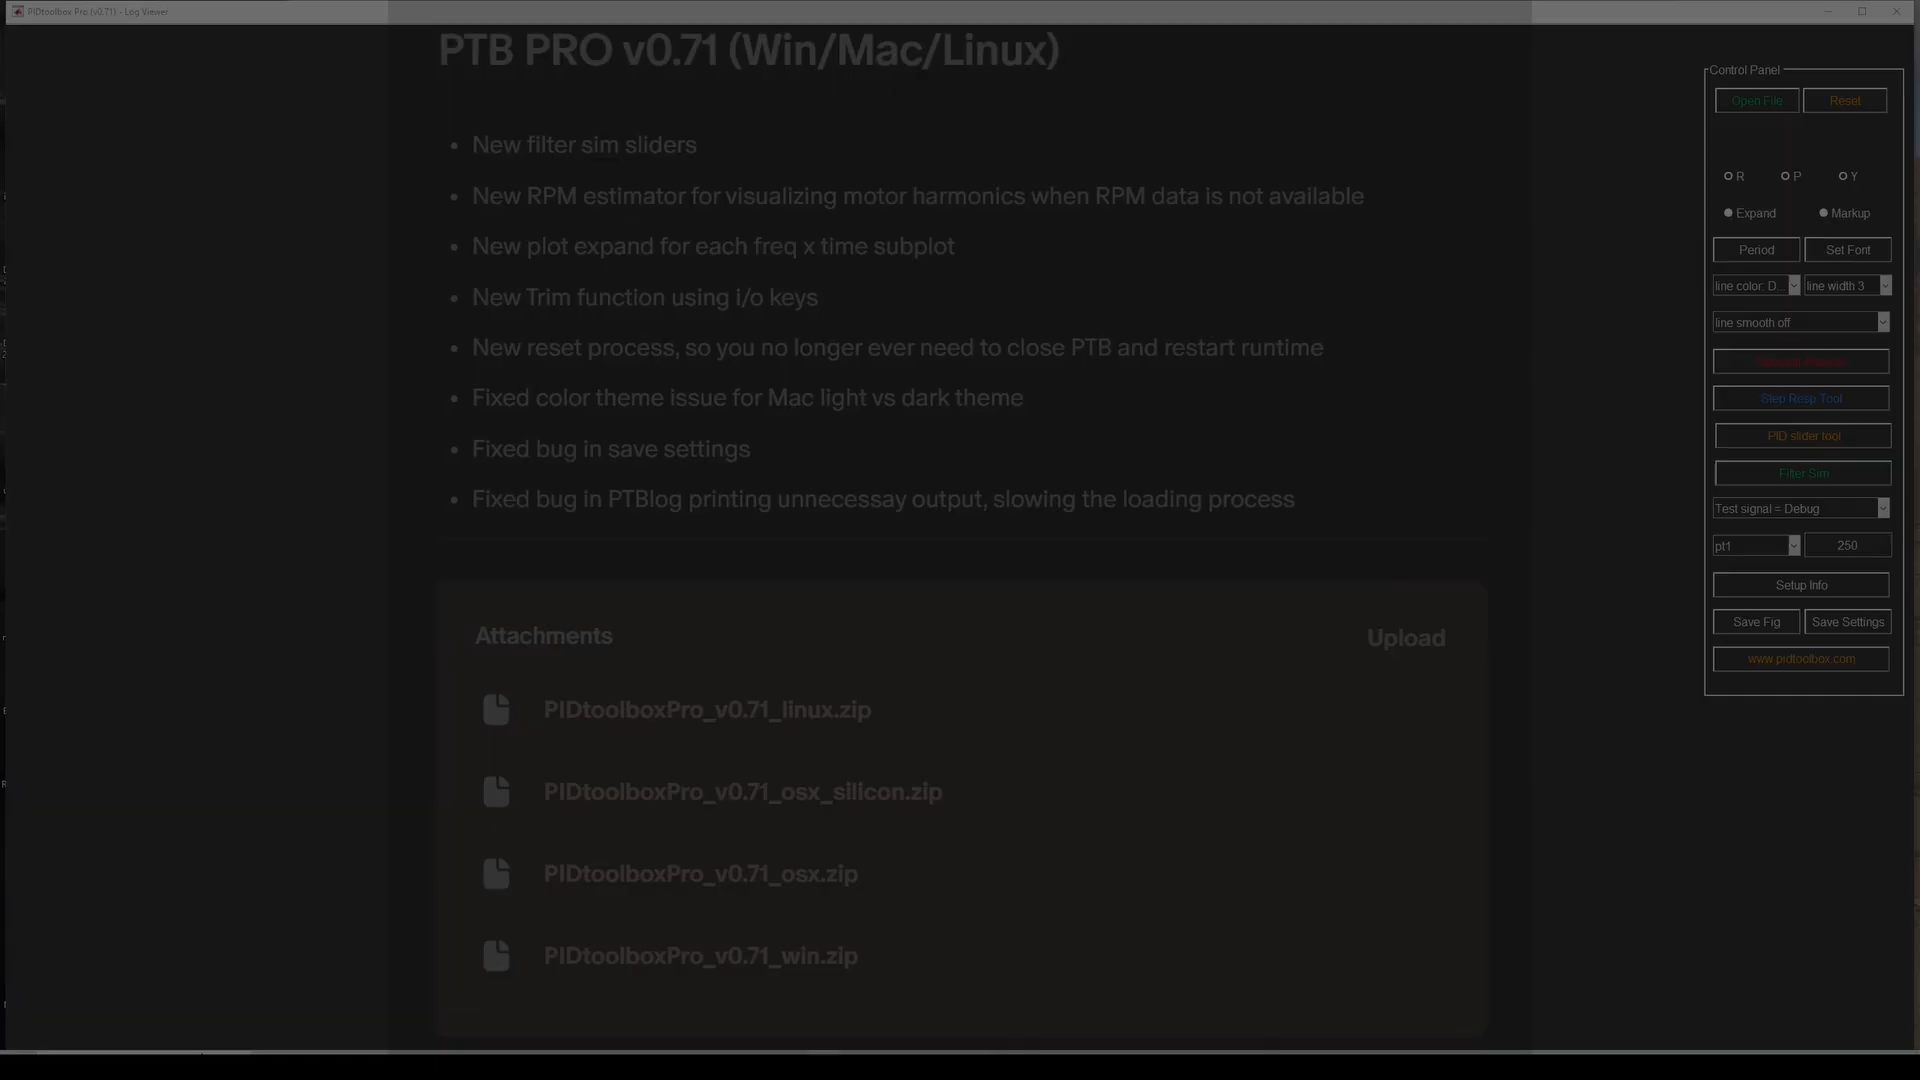 PIDtoolbox Pro (v0.71) - Log Viewer
PTB PRO v0.71 (Win/Mac/Linux)
New filter sim sliders
New RPM estimator for visualizing motor harmonics when RPM data is not available
New plot expand for each freq x time subplot
New Trim function using i/o keys
New reset process, so you no longer ever need to close PTB and restart runtime
Fixed color theme issue for Mac light vs dark theme
Fixed bug in save settings
Fixed bug in PTBlog printing unnecessay output, slowing the loading process
Attachments
Upload
PIDtoolboxPro_v0.71_linux.zip
PIDtoolboxPro_v0.71_osx_silicon.zip
PIDtoolboxPro_v0.71_osx.zip
PIDtoolboxPro_v0.71_win.zip
Control Panel
Open File Reset
R P Y
Expand Markup
Period Set Font
line color: D... line width 3
line smooth off
Step Resp Tool
PID slider tool
Filter Sim
Test signal = Debug
pt1 250
Setup Info
Save Fig Save Settings
www.pidtoolbox.com